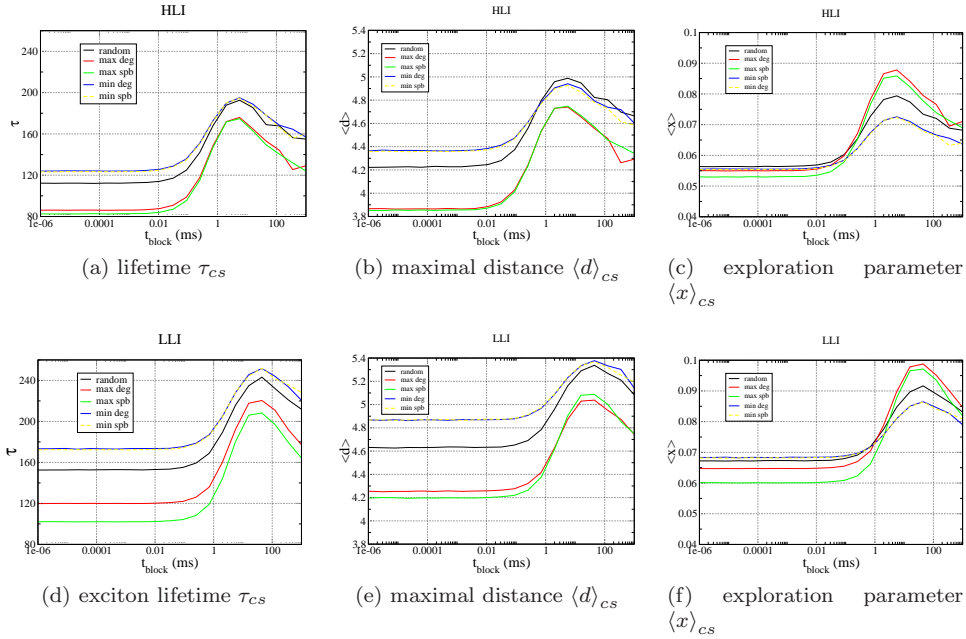 HLI
240
200
160
120
80
τ
random
max deg
max spb
min deg
min spb
1e-06 0.0001 0.01 1 100
t_block (ms)
(a) lifetime τ_cs
HLI
5.4
5.2
5
4.8
4.6
4.4
4.2
4
3.8
<d>
random
max deg
max spb
min deg
min spb
1e-06 0.0001 0.01 1 100
t_block (ms)
(b) maximal distance ⟨d⟩_cs
HLI
0.1
0.09
0.08
0.07
0.06
0.05
0.04
<x>
random
max deg
max spb
min deg
min spb
1e-06 0.0001 0.01 1 100
t_block (ms)
(c) exploration parameter
⟨x⟩_cs
LLI
240
200
160
120
80
τ
random
max deg
max spb
min deg
min spb
1e-06 0.0001 0.01 1 100
t_block (ms)
(d) exciton lifetime τ_cs
LLI
5.4
5.2
5
4.8
4.6
4.4
4.2
4
3.8
<d>
random
max deg
max spb
min deg
min spb
1e-06 0.0001 0.01 1 100
t_block (ms)
(e) maximal distance ⟨d⟩_cs
LLI
0.1
0.09
0.08
0.07
0.06
0.05
0.04
<x>
random
max deg
max spb
min deg
min spb
1e-06 0.0001 0.01 1 100
t_block (ms)
(f) exploration parameter
⟨x⟩_cs